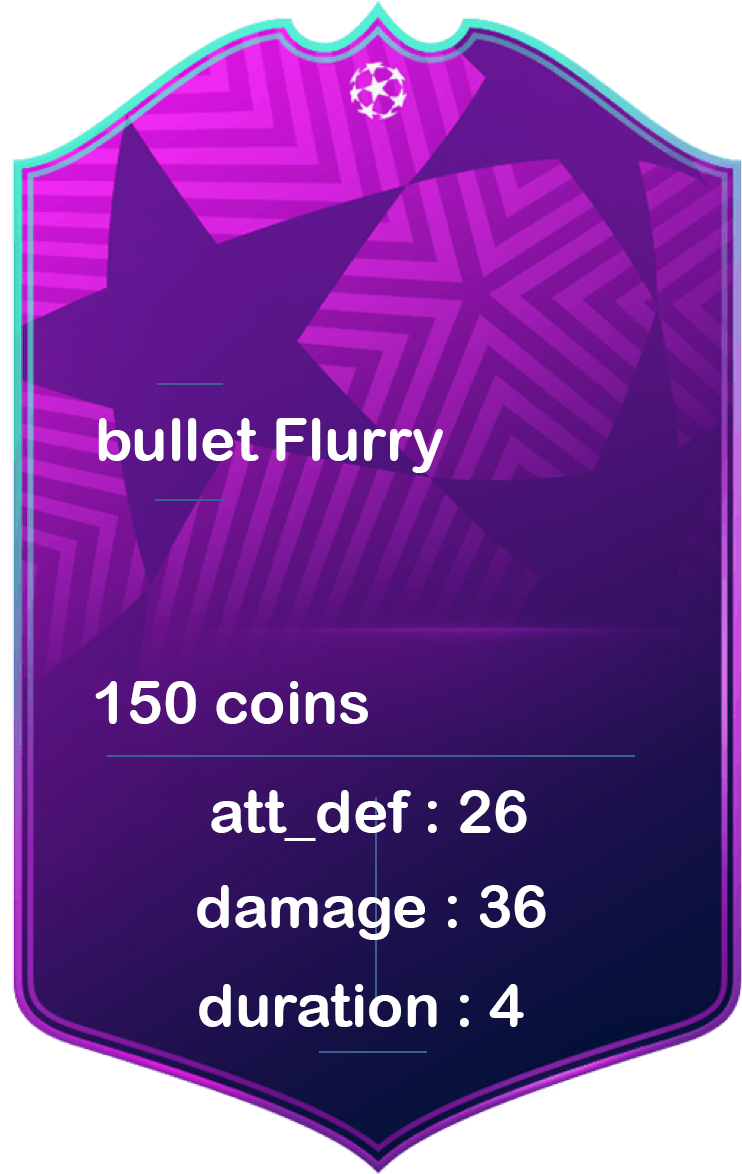 bullet Flurry
150 coins
att_def : 26
damage : 36
duration : 4